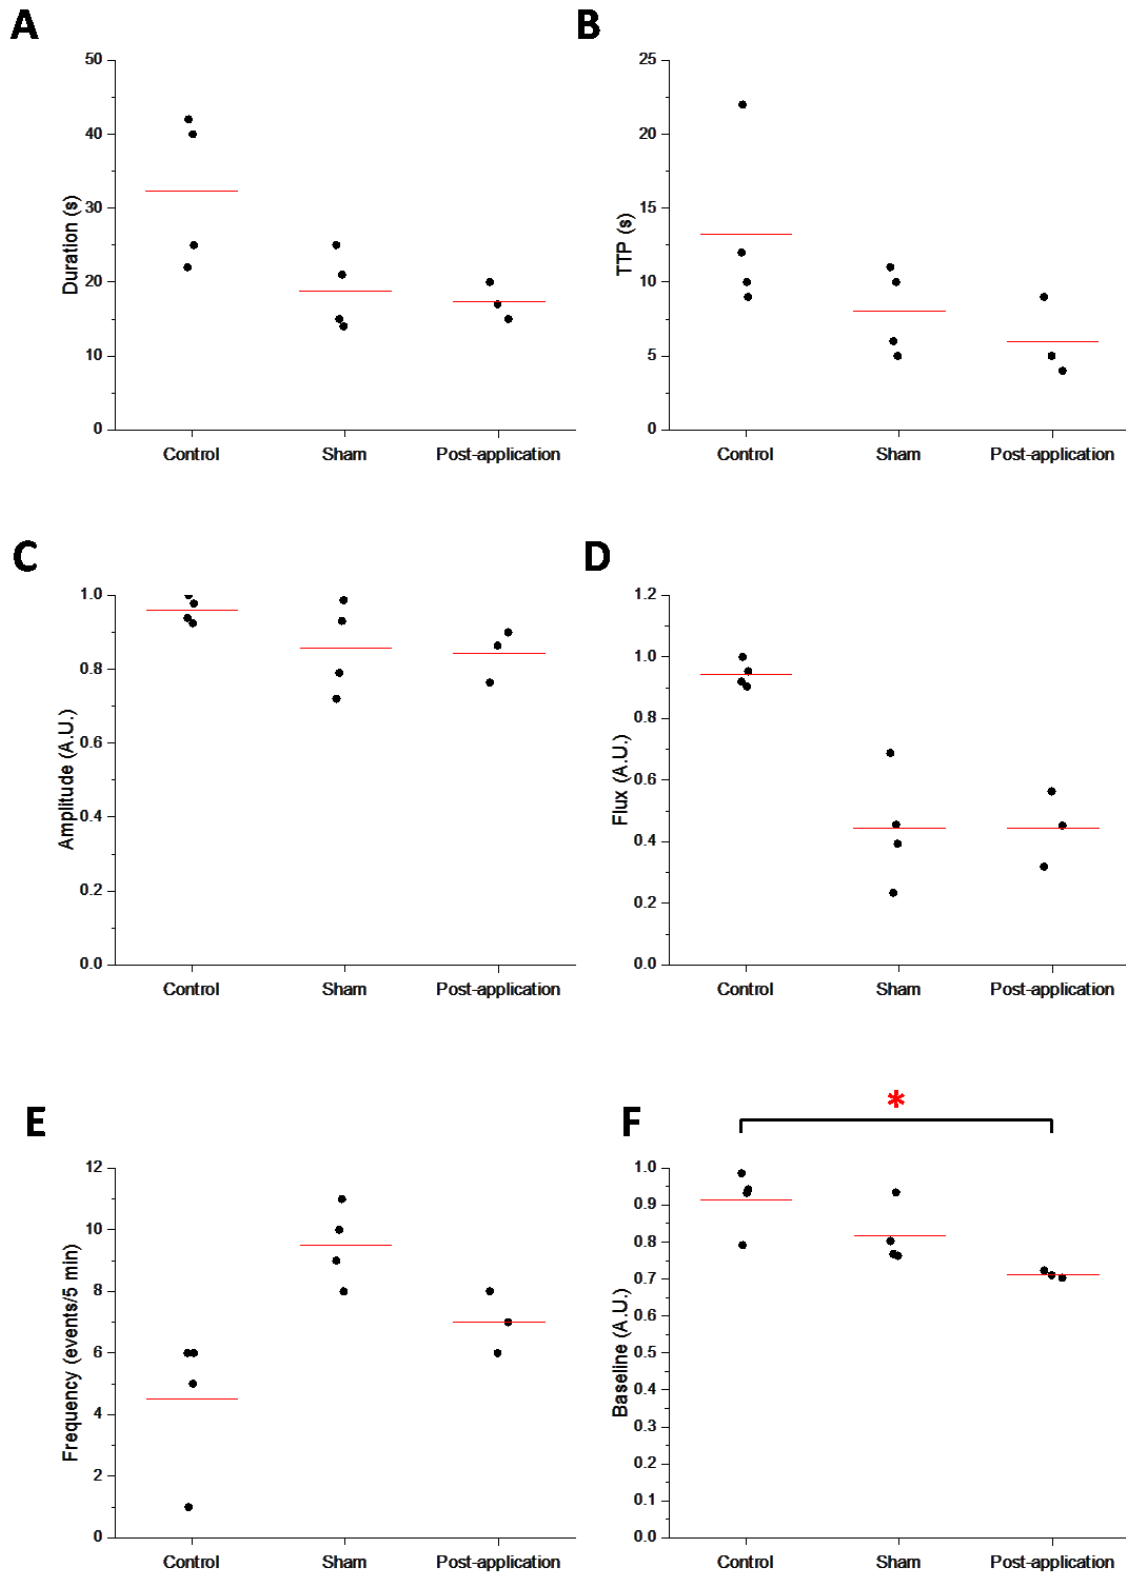 A
Duration (s)
50
40
30
20
10
0
Control Sham Post-application
B
TTP (s)
25
20
15
10
5
0
Control Sham Post-application
C
Amplitude (A.U.)
1.0
0.8
0.6
0.4
0.2
0.0
Control Sham Post-application
D
Flux (A.U.)
1.2
1.0
0.8
0.6
0.4
0.2
0.0
Control Sham Post-application
E
Frequency (events/5 min)
12
10
8
6
4
2
0
Control Sham Post-application
F
*
Baseline (A.U.)
1.0
0.9
0.8
0.7
0.6
0.5
0.4
0.3
0.2
0.1
0.0
Control Sham Post-application